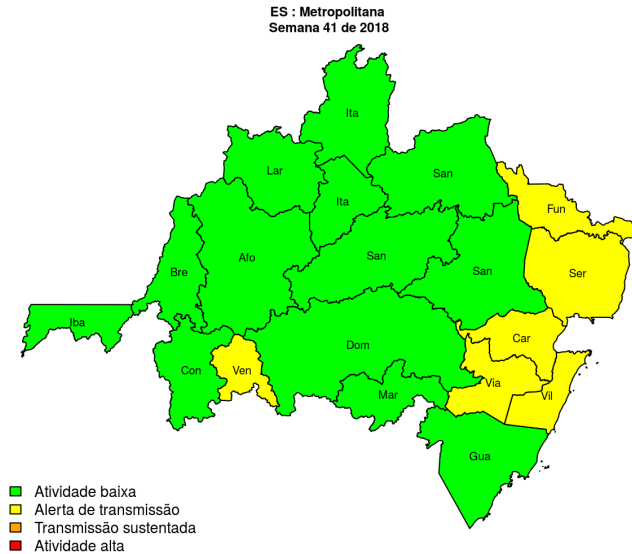 ES : Metropolitana
Semana 41 de 2018
Ita
Lar
San
Ita
Fun
Afo
San
Bre
San
Ser
Iba
Car
Dom
Con
Ven
Via
Mar
Vil
Gua
Atividade baixa
Alerta de transmissão
Transmissão sustentada
Atividade alta